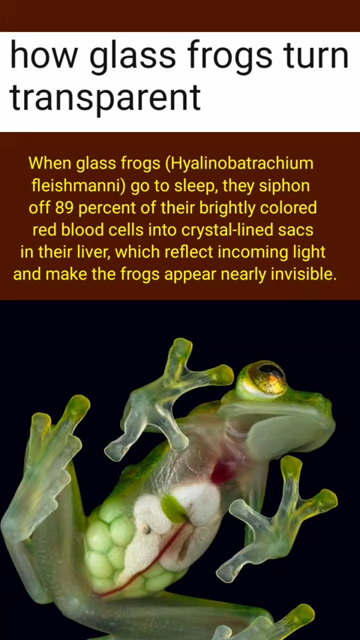 how glass frogs turn
transparent
When glass frogs (Hyalinobatrachium
fleishmanni) go to sleep, they siphon
off 89 percent of their brightly colored
red blood cells into crystal-lined sacs
in their liver, which reflect incoming light
and make the frogs appear nearly invisible.